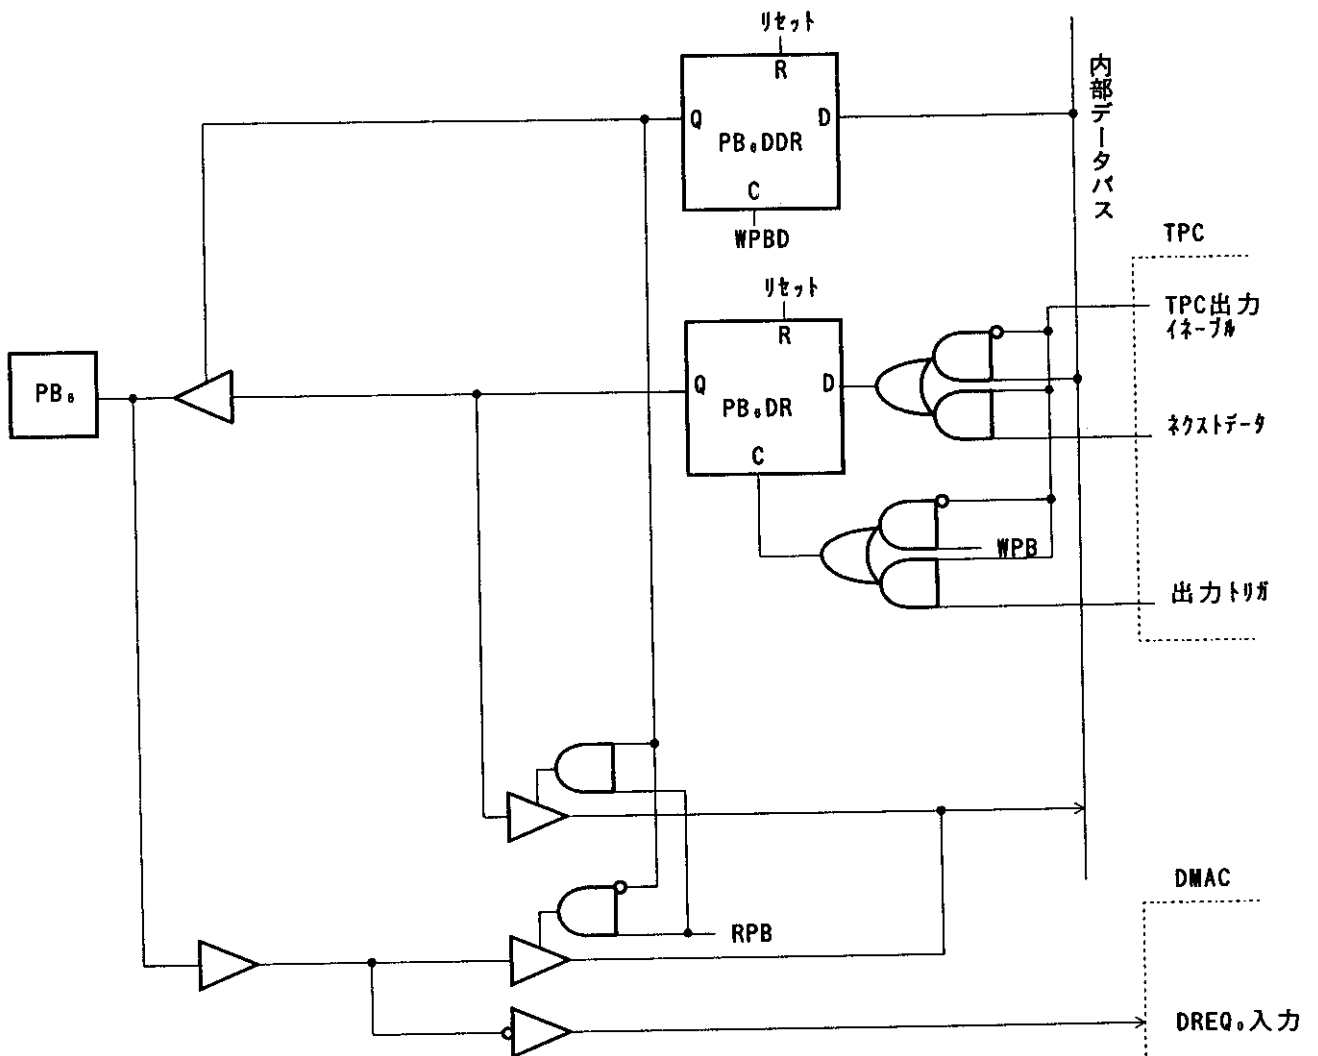 リセット
R
Q
D
PB₆DDR
C
WPBD
内部データバス
TPC
リセット
R
Q
D
PB₆DR
C
PB₆
TPC出力
イネーブル
ネクストデータ
WPB
出力トリガ
RPB
DMAC
DREQ₀入力